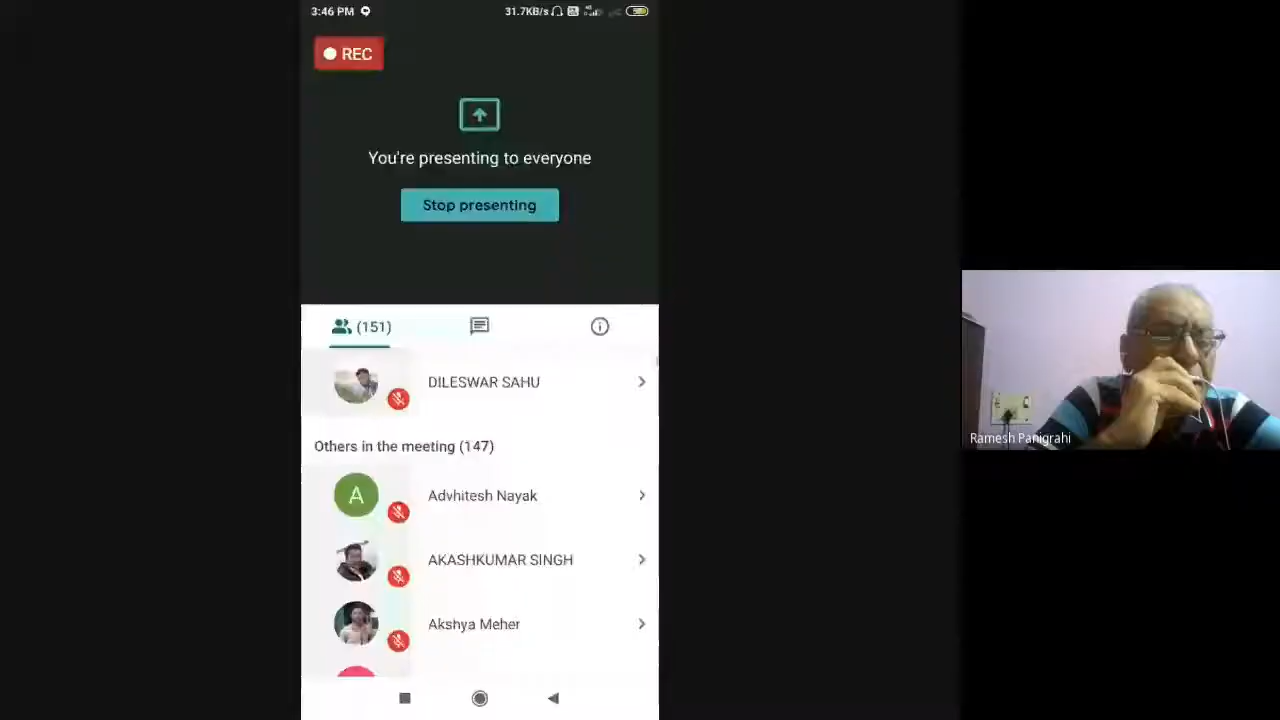 3:46 PM
31.7KB/s
REC
You're presenting to everyone
Stop presenting
(151)
DILESWAR SAHU
Others in the meeting (147)
A
Advhitesh Nayak
AKASHKUMAR SINGH
Akshya Meher
Ramesh Panigrahi